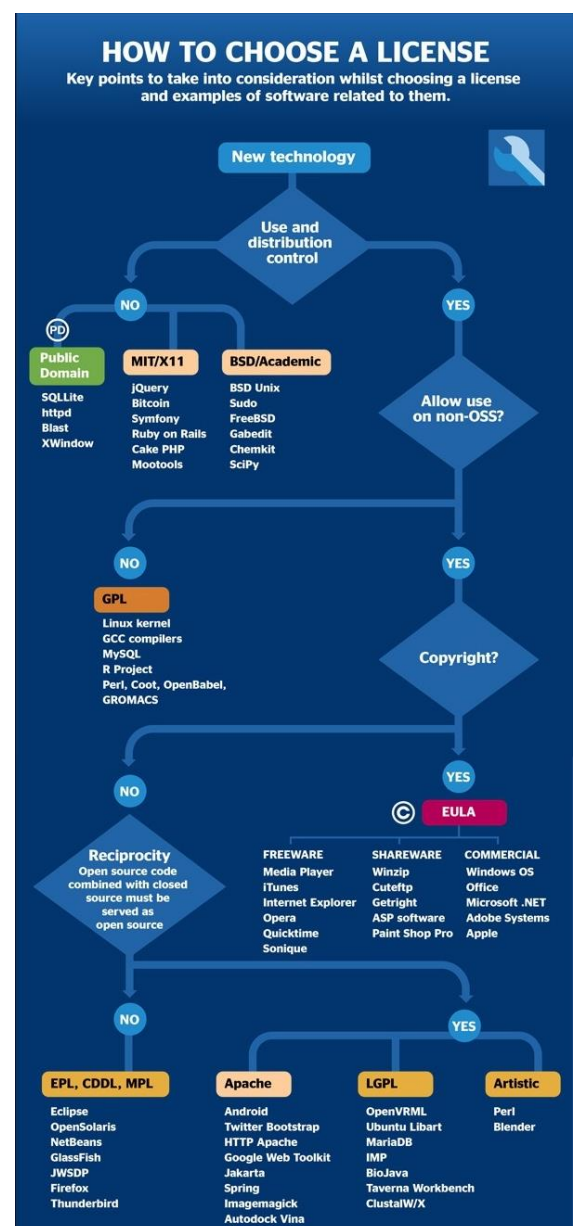 HOW TO CHOOSE A LICENSE
Key points to take into consideration whilst choosing a license
and examples of software related to them.
New technology
Use and
distribution
control
NO
YES
PD
Public
Domain
SQLLite
httpd
Blast
XWindow
MIT/X11
jQuery
Bitcoin
Symfony
Ruby on Rails
Cake PHP
Mootools
BSD/Academic
BSD Unix
Sudo
FreeBSD
Gabedit
Chemkit
SciPy
Allow use
on non-OSS?
NO
YES
GPL
Linux kernel
GCC compilers
MySQL
R Project
Perl, Coot, OpenBabel,
GROMACS
Copyright?
NO
YES
© EULA
FREEWARE
Media Player
iTunes
Internet Explorer
Opera
Quicktime
Sonique
SHAREWARE
Winzip
Cuteftp
Getright
ASP software
Paint Shop Pro
COMMERCIAL
Windows OS
Office
Microsoft .NET
Adobe Systems
Apple
Reciprocity
Open source code
combined with closed
source must be
served as
open source
NO
YES
EPL, CDDL, MPL
Eclipse
OpenSolaris
NetBeans
GlassFish
JWSDP
Firefox
Thunderbird
Apache
Android
Twitter Bootstrap
HTTP Apache
Google Web Toolkit
Jakarta
Spring
Imagemagick
Autodock Vina
LGPL
OpenVRML
Ubuntu Libart
MariaDB
IMP
BioJava
Taverna Workbench
ClustalW/X
Artistic
Perl
Blender